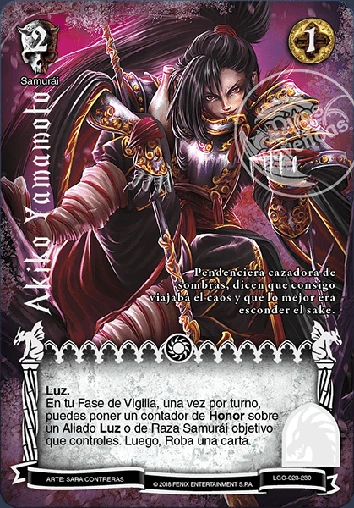 2
1
Samurái
Akiko Yamamoto
Pendenciera cazadora de
Sombras, dicen que consigo
viajaba el caos y que lo mejor era
esconder el sake.
Luz.
En tu Fase de Vigilia, una vez por turno,
puedes poner un contador de Honor sobre
un Aliado Luz o de Raza Samurái objetivo
que controles. Luego, Roba una carta.
ARTE: SARA CONTRERAS
© 2018 FENIX ENTERTAINMENT S.P.A.